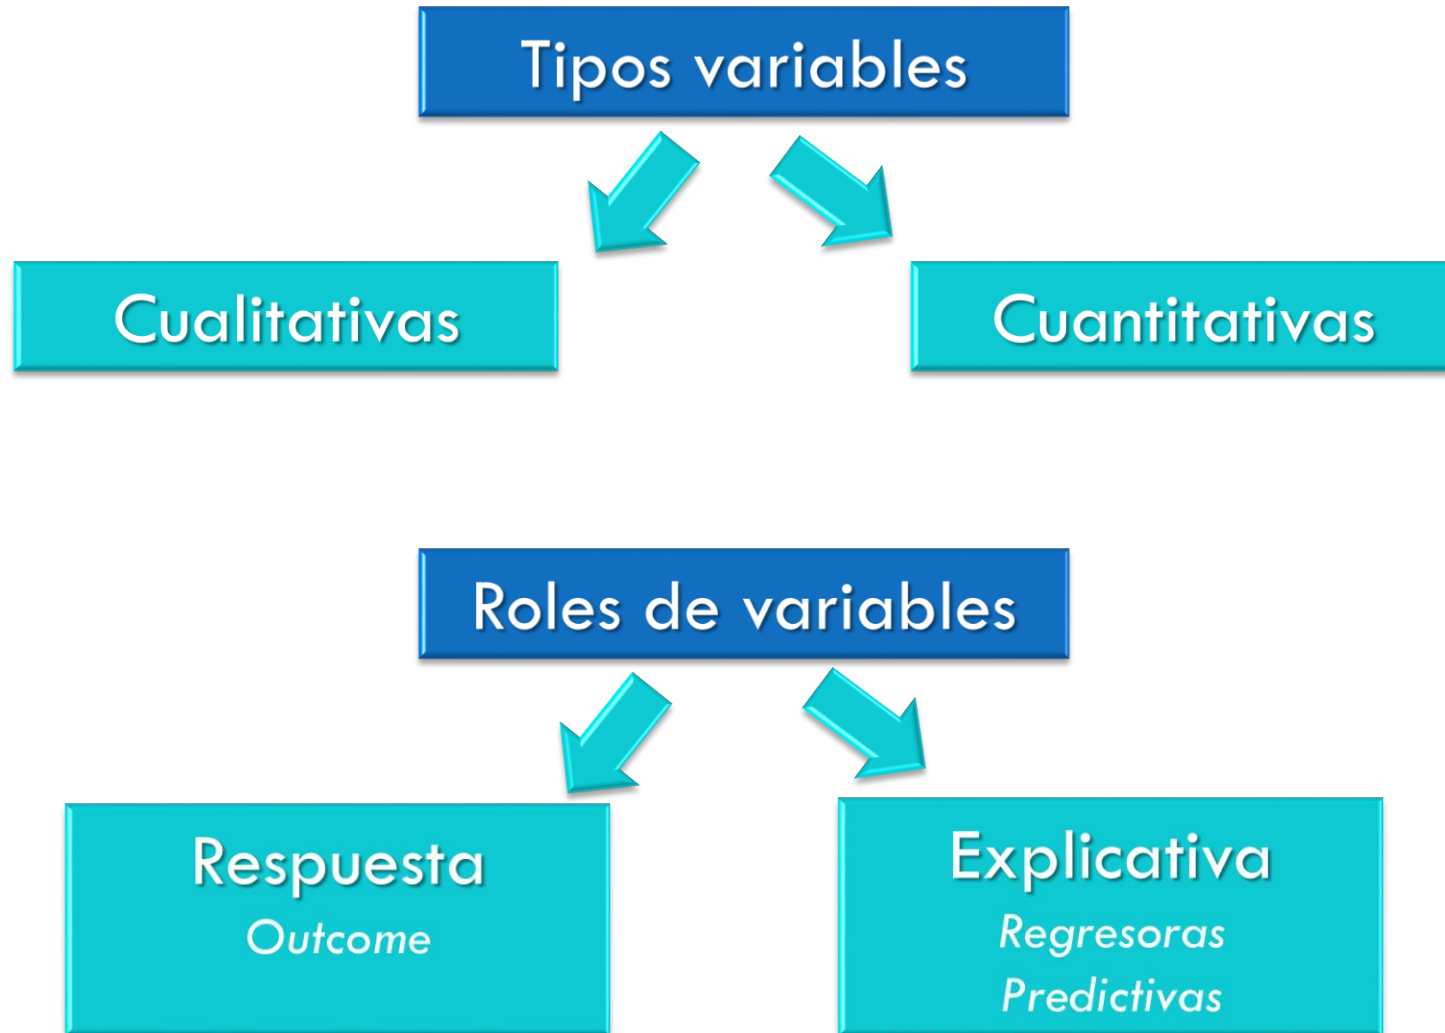 Tipos variables
Cualitativas
Cuantitativas
Roles de variables
Respuesta
Outcome
Explicativa
Regresoras
Predictivas